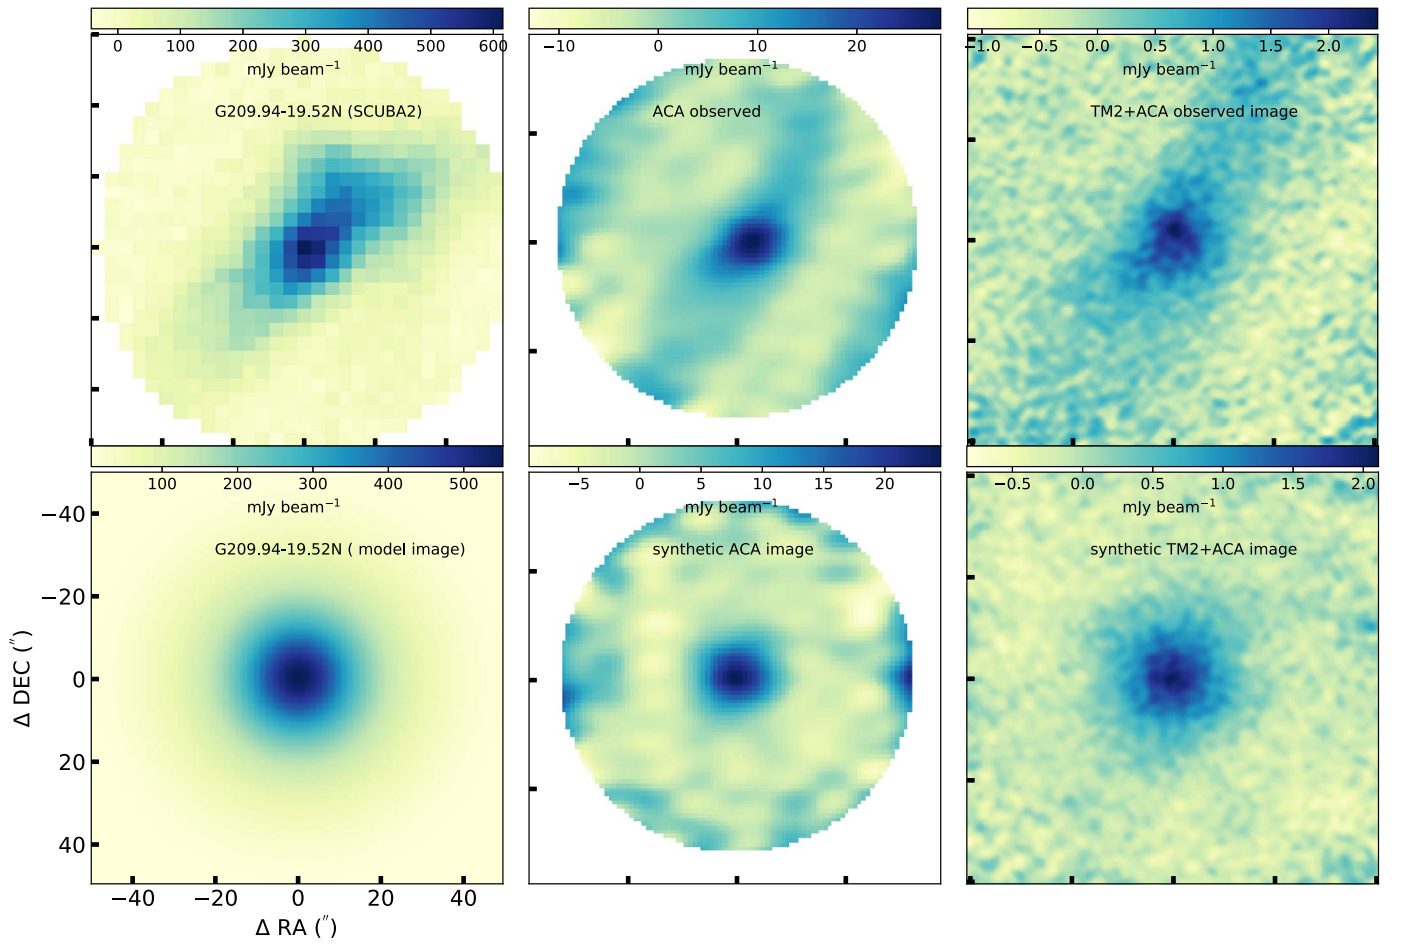 0 100 200 300 400 500 600
mJy beam⁻¹
G209.94-19.52N (SCUBA2)
−10 0 10 20
mJy beam⁻¹
ACA observed
−1.0 −0.5 0.0 0.5 1.0 1.5 2.0
mJy beam⁻¹
TM2+ACA observed image
100 200 300 400 500
mJy beam⁻¹
G209.94-19.52N ( model image)
−5 0 5 10 15 20
mJy beam⁻¹
synthetic ACA image
−0.5 0.0 0.5 1.0 1.5 2.0
mJy beam⁻¹
synthetic TM2+ACA image
−40
−20
0
20
40
Δ DEC (″)
−40 −20 0 20 40
Δ RA (″)